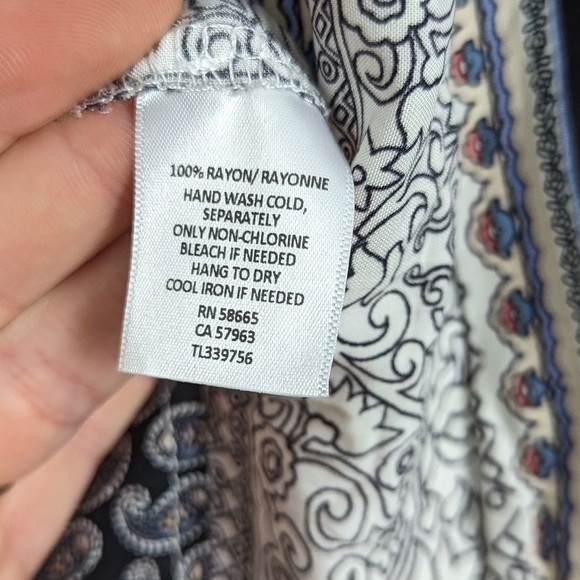 100% RAYON/ RAYONNE
HAND WASH COLD,
SEPARATELY
ONLY NON-CHLORINE
BLEACH IF NEEDED
HANG TO DRY
COOL IRON IF NEEDED
RN 58665
CA 57963
TL339756